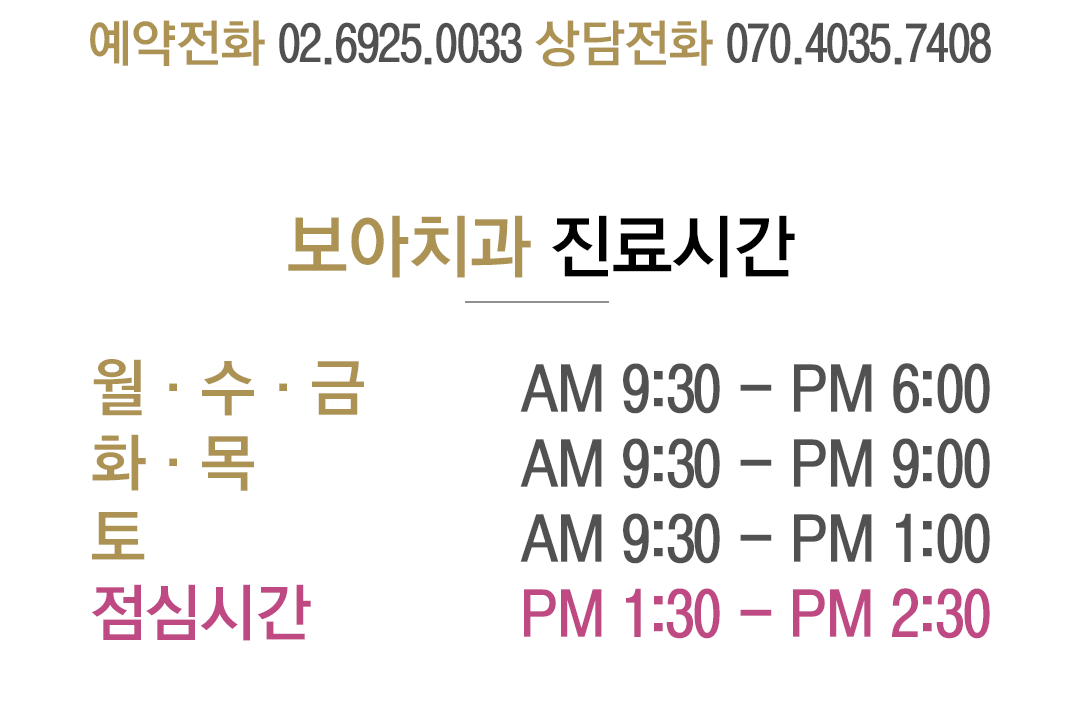 예약전화 02.6925.0033 상담전화 070.4035.7408
보아치과 진료시간
월 · 수 · 금 AM 9:30 – PM 6:00
화 · 목 AM 9:30 – PM 9:00
토 AM 9:30 – PM 1:00
점심시간 PM 1:30 – PM 2:30